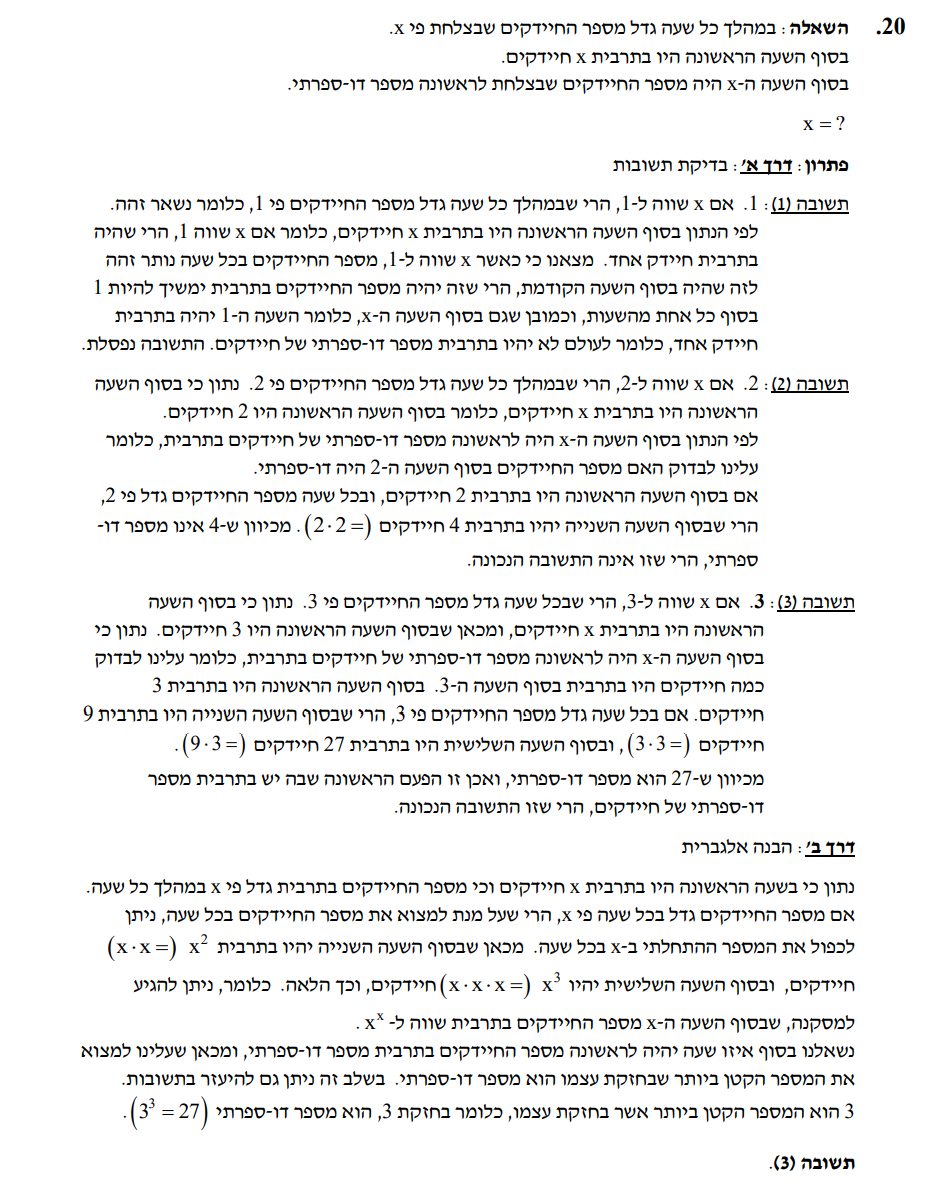 20. השאלה: במהלך כל שעה גדל מספר החיידקים שבצלחת פי x.
בסוף השעה הראשונה היו בתרבית x חיידקים.
בסוף השעה ה-x היה מספר החיידקים שבצלחת לראשונה מספר דו-ספרתי.
x = ?
פתרון: דרך א': בדיקת תשובות
תשובה (1): 1. אם x שווה ל-1, הרי שבמהלך כל שעה גדל מספר החיידקים פי 1, כלומר נשאר זהה.
לפי הנתון בסוף השעה הראשונה היו בתרבית x חיידקים, כלומר אם x שווה 1, הרי שהיה
בתרבית חיידק אחד. מצאנו כי כאשר x שווה ל-1, מספר החיידקים בכל שעה נותר זהה
לזה שהיה בסוף השעה הקודמת, הרי שזה יהיה מספר החיידקים בתרבית ימשיך להיות 1
בסוף כל אחת מהשעות, וכמובן שגם בסוף השעה ה-x, כלומר השעה ה-1 יהיה בתרבית
חיידק אחד, כלומר לעולם לא יהיו בתרבית מספר דו-ספרתי של חיידקים. התשובה נפסלת.
תשובה (2): 2. אם x שווה ל-2, הרי שבמהלך כל שעה גדל מספר החיידקים פי 2. נתון כי בסוף השעה
הראשונה היו בתרבית x חיידקים, כלומר בסוף השעה הראשונה היו 2 חיידקים.
לפי הנתון בסוף השעה ה-x היה לראשונה מספר דו-ספרתי של חיידקים בתרבית, כלומר
עלינו לבדוק האם מספר החיידקים בסוף השעה ה-2 היה דו-ספרתי.
אם בסוף השעה הראשונה היו בתרבית 2 חיידקים, ובכל שעה מספר החיידקים גדל פי 2,
הרי שבסוף השעה השנייה יהיו בתרבית 4 חיידקים (2·2 =). מכיוון ש-4 אינו מספר דו-
ספרתי, הרי שזו אינה התשובה הנכונה.
תשובה (3): 3. אם x שווה ל-3, הרי שבכל שעה גדל מספר החיידקים פי 3. נתון כי בסוף השעה
הראשונה היו בתרבית x חיידקים, ומכאן שבסוף השעה הראשונה היו 3 חיידקים. נתון כי
בסוף השעה ה-x היה לראשונה מספר דו-ספרתי של חיידקים בתרבית, כלומר עלינו לבדוק
כמה חיידקים היו בתרבית בסוף השעה ה-3. בסוף השעה הראשונה היו בתרבית 3
חיידקים. אם בכל שעה גדל מספר החיידקים פי 3, הרי שבסוף השעה השנייה היו בתרבית 9
חיידקים (3·3 =), ובסוף השעה השלישית היו בתרבית 27 חיידקים (9·3 =).
מכיוון ש-27 הוא מספר דו-ספרתי, ואכן זו הפעם הראשונה שבה יש בתרבית מספר
דו-ספרתי של חיידקים, הרי שזו התשובה הנכונה.
דרך ב': הבנה אלגברית
נתון כי בשעה הראשונה היו בתרבית x חיידקים וכי מספר החיידקים בתרבית גדל פי x במהלך כל שעה.
אם מספר החיידקים גדל בכל שעה פי x, הרי שעל מנת למצוא את מספר החיידקים בכל שעה, ניתן
לכפול את המספר ההתחלתי ב-x בכל שעה. מכאן שבסוף השעה השנייה יהיו בתרבית x² (x·x =)
חיידקים, ובסוף השעה השלישית יהיו x³ (x·x·x =) חיידקים, וכך הלאה. כלומר, ניתן להגיע
למסקנה, שבסוף השעה ה-x מספר החיידקים בתרבית שווה ל- xˣ.
נשאלנו בסוף איזו שעה יהיה לראשונה מספר החיידקים בתרבית מספר דו-ספרתי, ומכאן שעלינו למצוא
את המספר הקטן ביותר שבחזקת עצמו הוא מספר דו-ספרתי. בשלב זה ניתן גם להיעזר בתשובות.
3 הוא המספר הקטן ביותר אשר בחזקת עצמו, כלומר בחזקת 3, הוא מספר דו-ספרתי (3³ = 27).
תשובה (3).